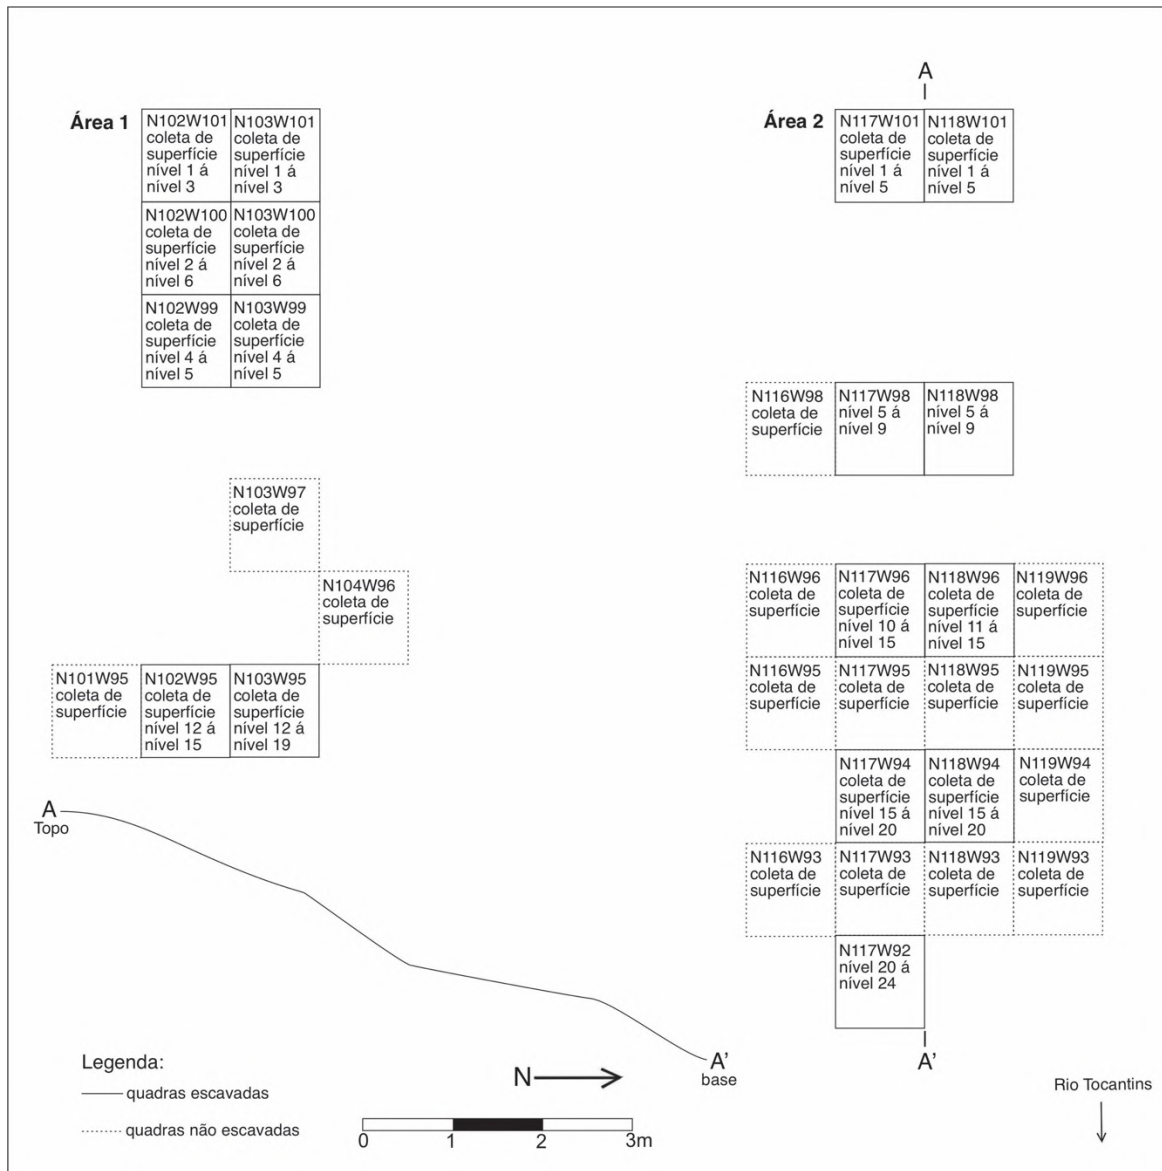 Área 1
N102W101
coleta de
superfície
nível 1 á
nível 3
N103W101
coleta de
superfície
nível 1 á
nível 3
N102W100
coleta de
superfície
nível 2 á
nível 6
N103W100
coleta de
superfície
nível 2 á
nível 6
N102W99
coleta de
superfície
nível 4 á
nível 5
N103W99
coleta de
superfície
nível 4 á
nível 5
N103W97
coleta de
superfície
N104W96
coleta de
superfície
N101W95
coleta de
superfície
N102W95
coleta de
superfície
nível 12 á
nível 15
N103W95
coleta de
superfície
nível 12 á
nível 19
A
Área 2
N117W101
coleta de
superfície
nível 1 á
nível 5
N118W101
coleta de
superfície
nível 1 á
nível 5
N116W98
coleta de
superfície
N117W98
nível 5 á
nível 9
N118W98
nível 5 á
nível 9
N116W96
coleta de
superfície
N117W96
coleta de
superfície
nível 10 á
nível 15
N118W96
coleta de
superfície
nível 11 á
nível 15
N119W96
coleta de
superfície
N116W95
coleta de
superfície
N117W95
coleta de
superfície
N118W95
coleta de
superfície
N119W95
coleta de
superfície
N117W94
coleta de
superfície
nível 15 á
nível 20
N118W94
coleta de
superfície
nível 15 á
nível 20
N119W94
coleta de
superfície
N116W93
coleta de
superfície
N117W93
coleta de
superfície
N118W93
coleta de
superfície
N119W93
coleta de
superfície
N117W92
nível 20 á
nível 24
A'
A
Topo
A'
base
Legenda:
quadras escavadas
quadras não escavadas
N
0 1 2 3m
Rio Tocantins